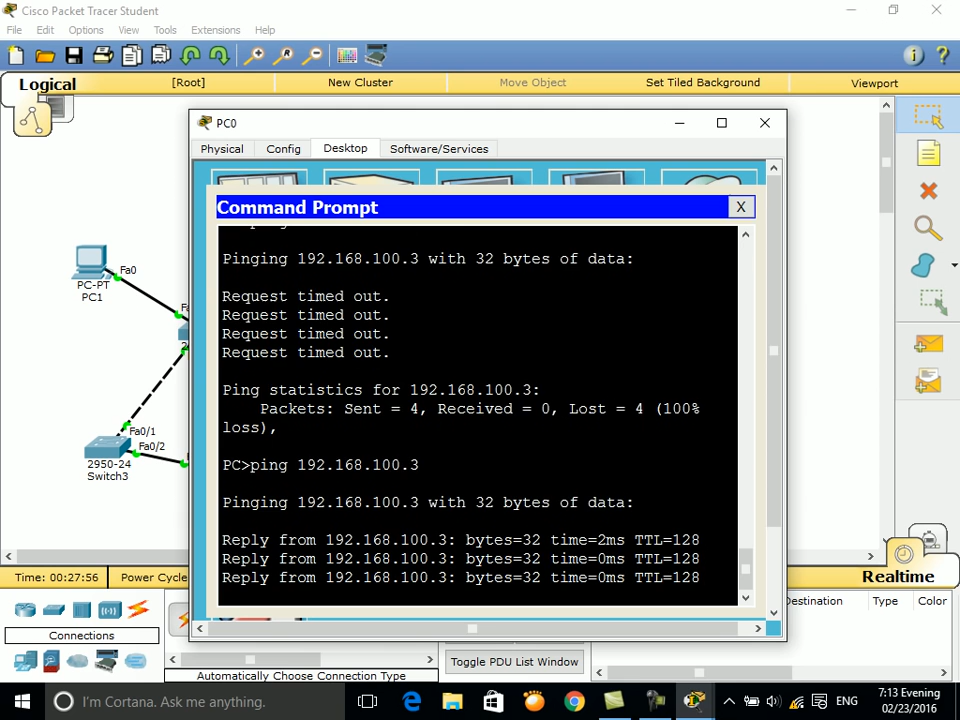 Cisco Packet Tracer Student
File Edit Options View Tools Extensions Help
Logical [Root] New Cluster Move Object Set Tiled Background Viewport
PC0
Physical Config Desktop Software/Services
Command Prompt X
Pinging 192.168.100.3 with 32 bytes of data:
Request timed out.
Request timed out.
Request timed out.
Request timed out.
Ping statistics for 192.168.100.3:
Packets: Sent = 4, Received = 0, Lost = 4 (100%
loss),
PC>ping 192.168.100.3
Pinging 192.168.100.3 with 32 bytes of data:
Reply from 192.168.100.3: bytes=32 time=2ms TTL=128
Reply from 192.168.100.3: bytes=32 time=0ms TTL=128
Reply from 192.168.100.3: bytes=32 time=0ms TTL=128
Fa0
PC-PT
PC1
Fa0/1
Fa0/2
2950-24
Switch3
Time: 00:27:56 Power Cycle
Realtime
Destination Type Color
Connections
Automatically Choose Connection Type
Toggle PDU List Window
I'm Cortana. Ask me anything.
ENG
7:13 Evening
02/23/2016